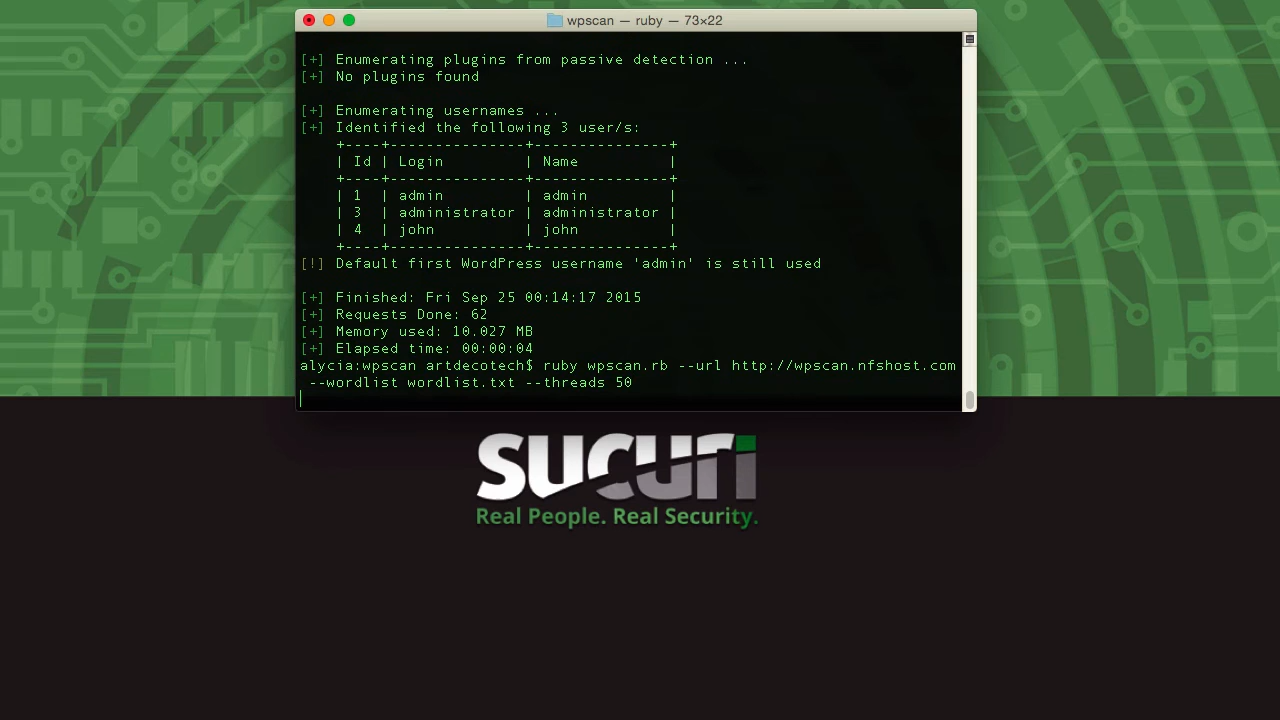 wpscan — ruby — 73×22
[+] Enumerating plugins from passive detection ...
[+] No plugins found
[+] Enumerating usernames ...
[+] Identified the following 3 user/s:
+----+---------------+---------------+
| Id | Login         | Name          |
+----+---------------+---------------+
| 1  | admin         | admin         |
| 3  | administrator | administrator |
| 4  | john          | john          |
+----+---------------+---------------+
[!] Default first WordPress username 'admin' is still used
[+] Finished: Fri Sep 25 00:14:17 2015
[+] Requests Done: 62
[+] Memory used: 10.027 MB
[+] Elapsed time: 00:00:04
alycia:wpscan artdecotech$ ruby wpscan.rb --url http://wpscan.nfshost.com
--wordlist wordlist.txt --threads 50
sucuri
Real People. Real Security.